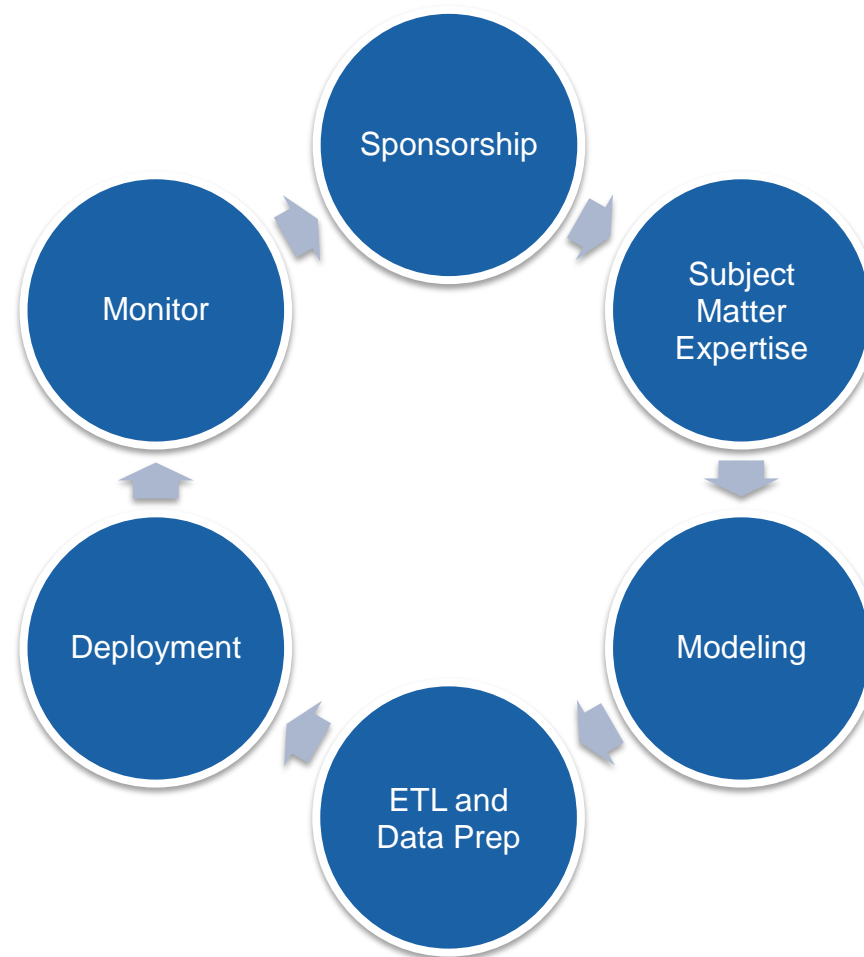 Sponsorship
Subject
Matter
Expertise
Modeling
ETL and
Data Prep
Deployment
Monitor